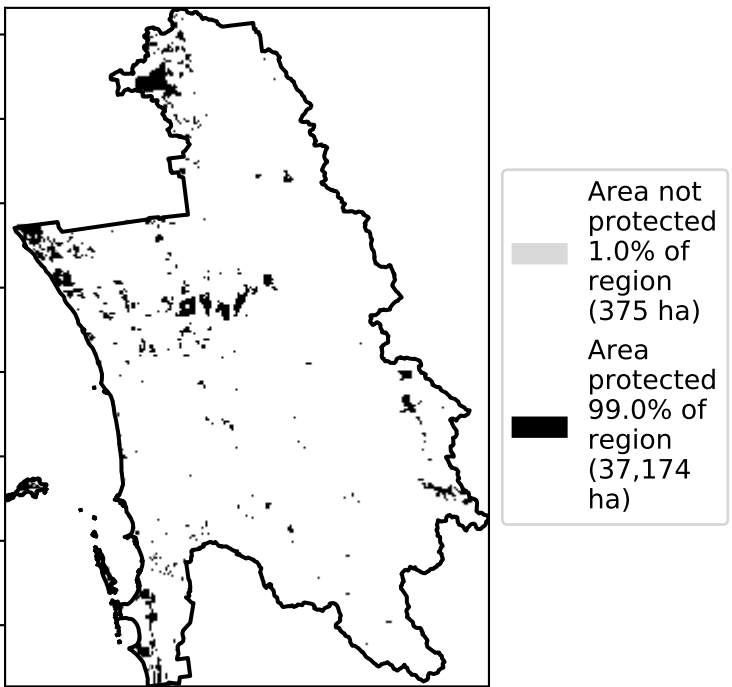 Area not
protected
1.0% of
region
(375 ha)
Area
protected
99.0% of
region
(37,174
ha)